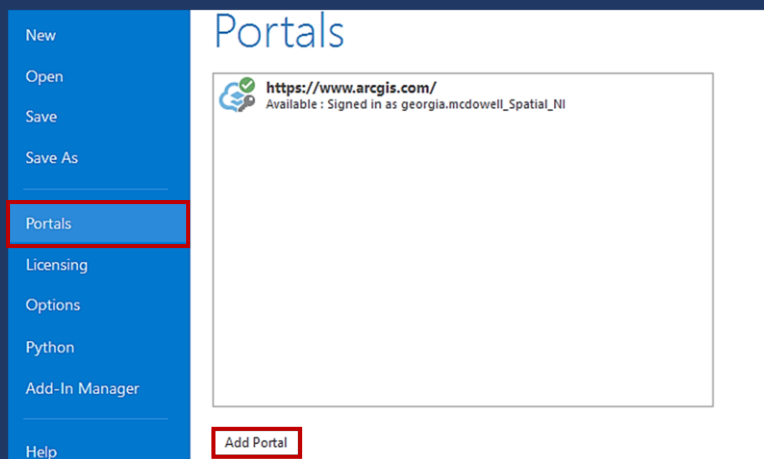 New
Open
Save
Save As
Portals
Licensing
Options
Python
Add-In Manager
Help
Portals
https://www.arcgis.com/
Available : Signed in as georgia.mcdowell_Spatial_NI
Add Portal